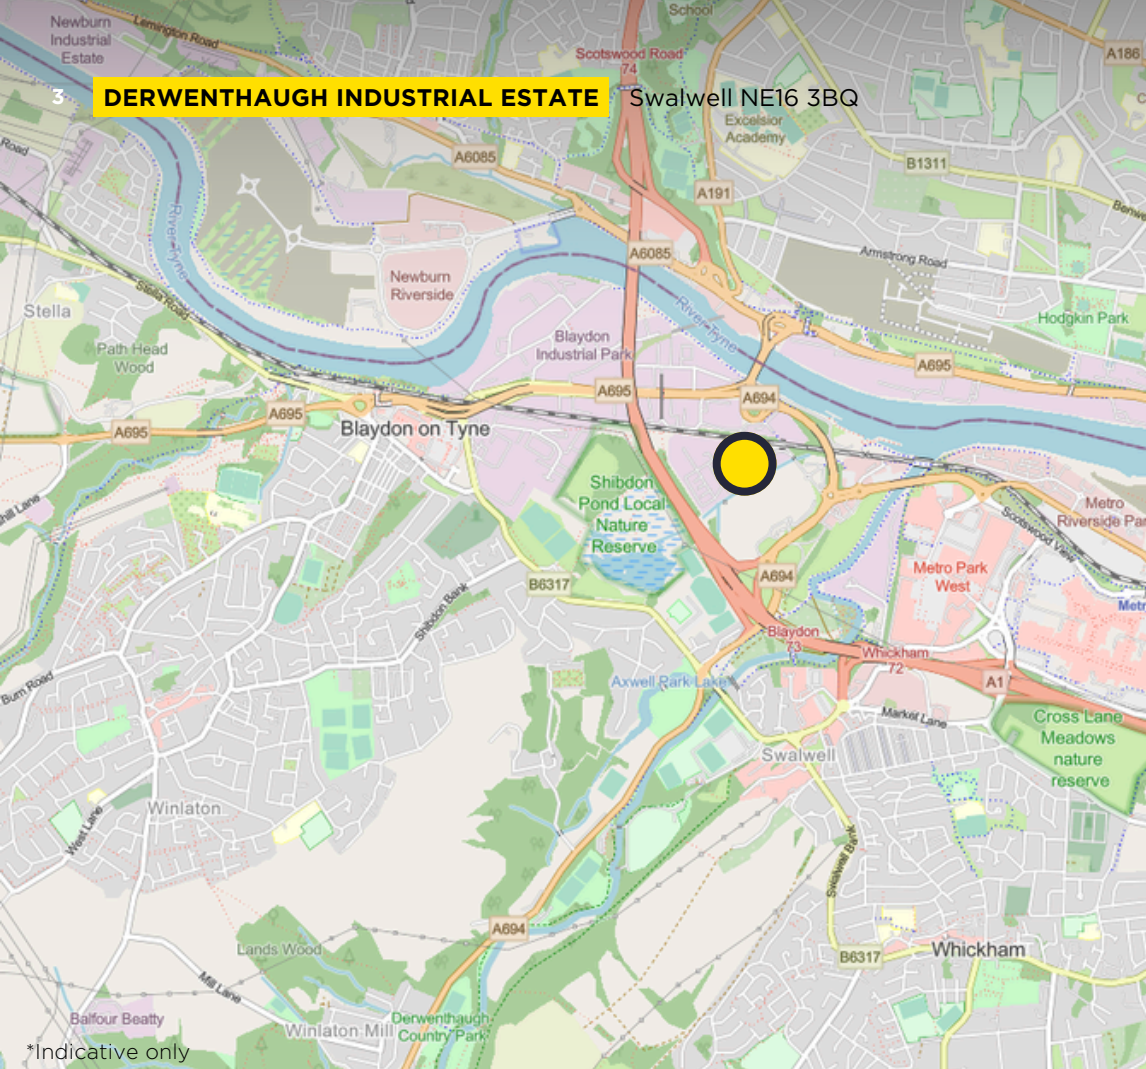 Newburn
Industrial
Estate
Lemington Road
School
Scotswood Road
74
A186
3
DERWENTHAUGH INDUSTRIAL ESTATE
Swalwell NE16 3BQ
Excelsior
Academy
Road
A6085
B1311
A191
River Tyne
A6085
Armstrong Road
Newburn
Riverside
Stella Road
Stella
River Tyne
Hodgkin Park
Path Head
Wood
Blaydon
Industrial Park
A695
A695
A694
A695
A695
Blaydon on Tyne
Shibdon
Pond Local
Nature
Reserve
Metro
Scotswood View
Metro Park
West
A694
B6317
Shibdon Bank
Blaydon
73
Whickham
72
Axwell Park Lake
A1
Burn Road
Market Lane
Cross Lane
Meadows
nature
reserve
Swalwell
Winlaton
West Lane
Swalwell Bank
A694
Lands Wood
Whickham
B6317
Mill Lane
Balfour Beatty
Derwenthaugh
Country Park
Winlaton Mill
*Indicative only